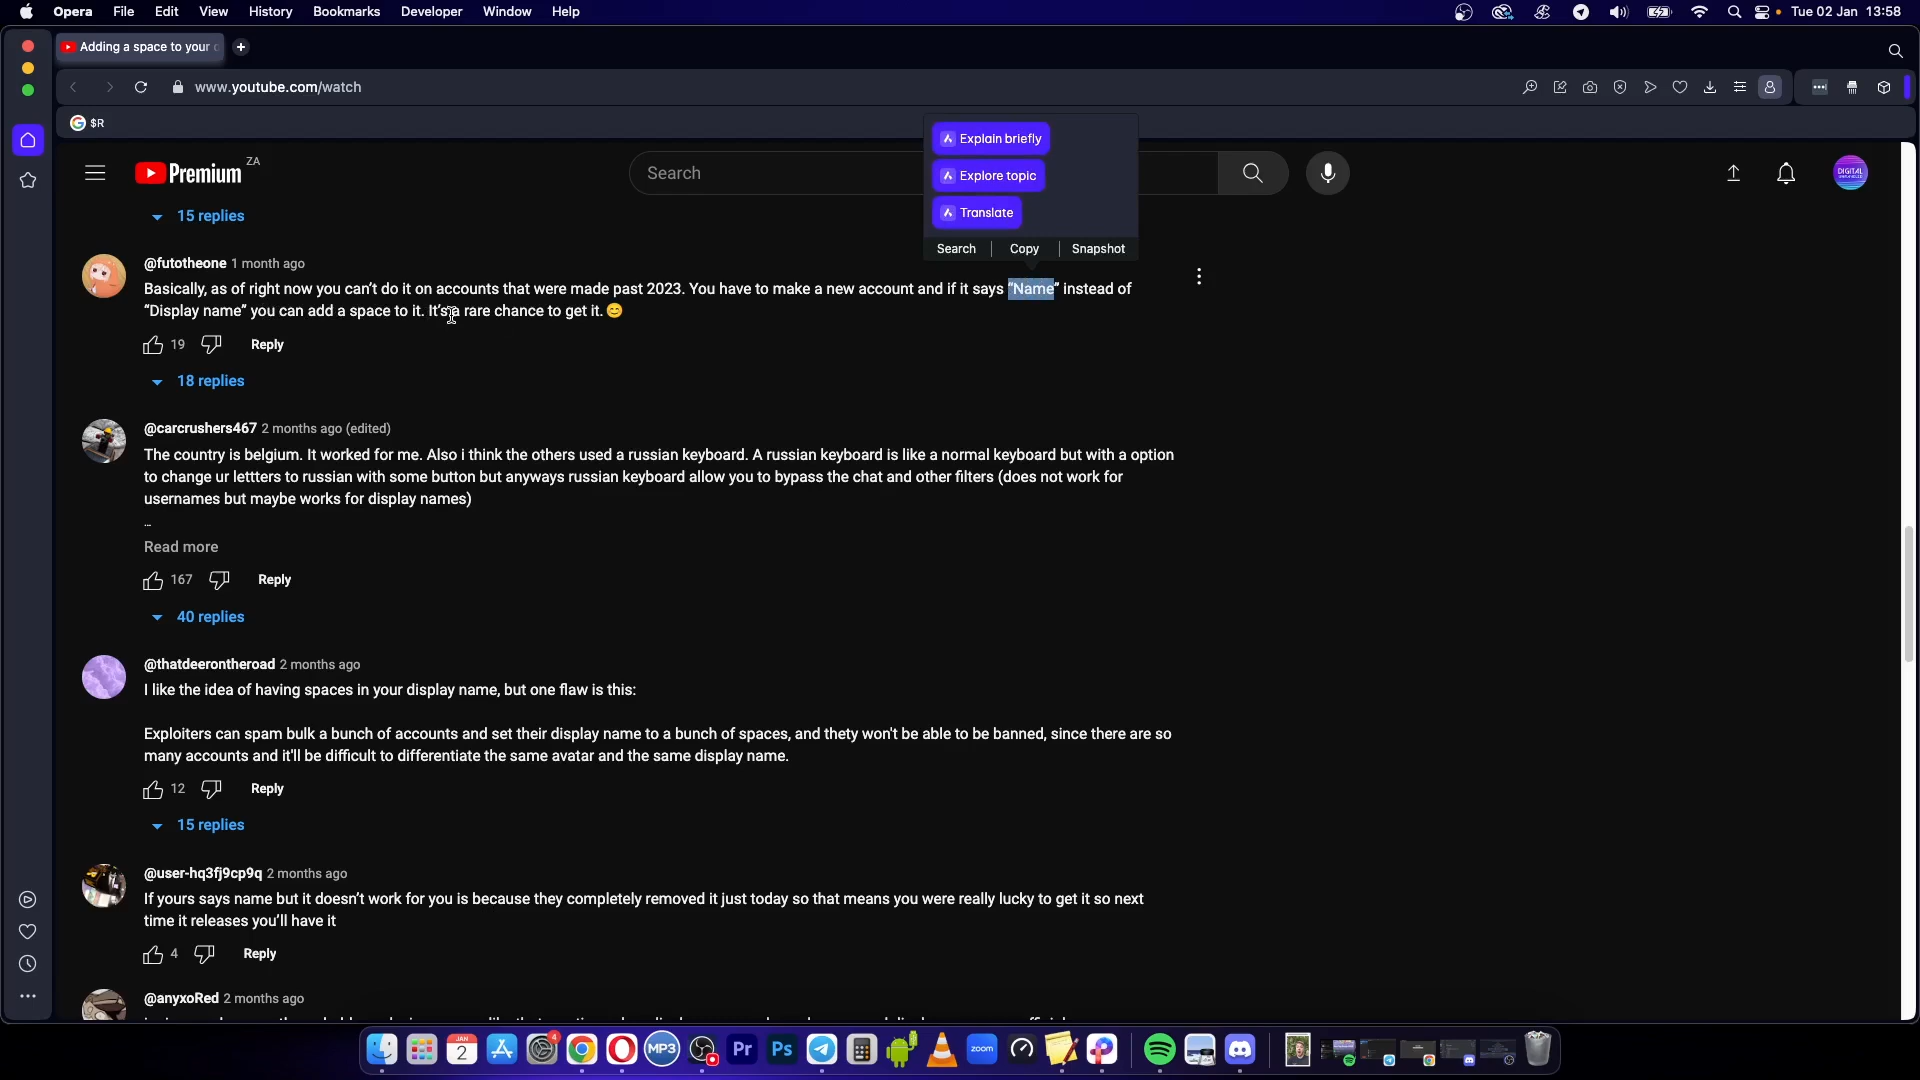 Opera File Edit View History Bookmarks Developer Window Help Tue 02 Jan 13:58
Adding a space to your
www.youtube.com/watch
$R
Explain briefly
Explore topic
Translate
Search Copy Snapshot
Premium ZA
Search
DIGITAL
15 replies
@futotheone 1 month ago
Basically, as of right now you can’t do it on accounts that were made past 2023. You have to make a new account and if it says “Name” instead of
“Display name” you can add a space to it. It’s a rare chance to get it. 😊
19 Reply
18 replies
@carcrushers467 2 months ago (edited)
The country is belgium. It worked for me. Also i think the others used a russian keyboard. A russian keyboard is like a normal keyboard but with a option
to change ur lettters to russian with some button but anyways russian keyboard allow you to bypass the chat and other filters (does not work for
usernames but maybe works for display names)
...
Read more
167 Reply
40 replies
@thatdeerontheroad 2 months ago
I like the idea of having spaces in your display name, but one flaw is this:
Exploiters can spam bulk a bunch of accounts and set their display name to a bunch of spaces, and thety won't be able to be banned, since there are so
many accounts and it'll be difficult to differentiate the same avatar and the same display name.
12 Reply
15 replies
@user-hq3fj9cp9q 2 months ago
If yours says name but it doesn’t work for you is because they completely removed it just today so that means you were really lucky to get it so next
time it releases you’ll have it
4 Reply
@anyxoRed 2 months ago
JAN 2 4 MP3 Pr Ps zoom